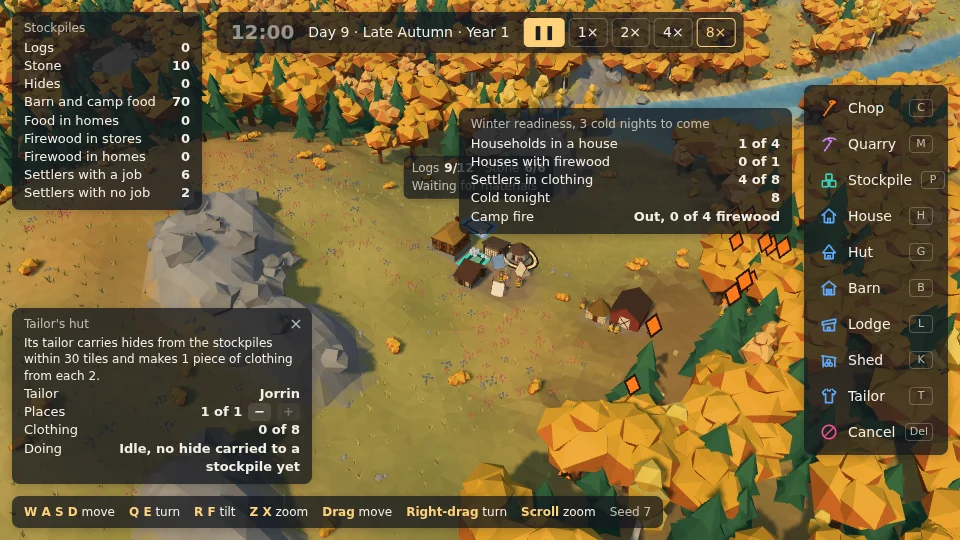 Stockpiles
Logs 0
Stone 10
Hides 0
Barn and camp food 70
Food in homes 0
Firewood in stores 0
Firewood in homes 0
Settlers with a job 6
Settlers with no job 2
12:00 Day 9 · Late Autumn · Year 1 1× 2× 4× 8×
Logs 9/12 Stone 6/6
Waiting for materials
Winter readiness, 3 cold nights to come
Households in a house 1 of 4
Houses with firewood 0 of 1
Settlers in clothing 4 of 8
Cold tonight 8
Camp fire Out, 0 of 4 firewood
Chop C
Quarry M
Stockpile P
House H
Hut G
Barn B
Lodge L
Shed K
Tailor T
Cancel Del
Tailor's hut ×
Its tailor carries hides from the stockpiles
within 30 tiles and makes 1 piece of clothing
from each 2.
Tailor Jorrin
Places 1 of 1 − +
Clothing 0 of 8
Doing Idle, no hide carried to a
stockpile yet
W A S D move Q E turn R F tilt Z X zoom Drag move Right-drag turn Scroll zoom Seed 7